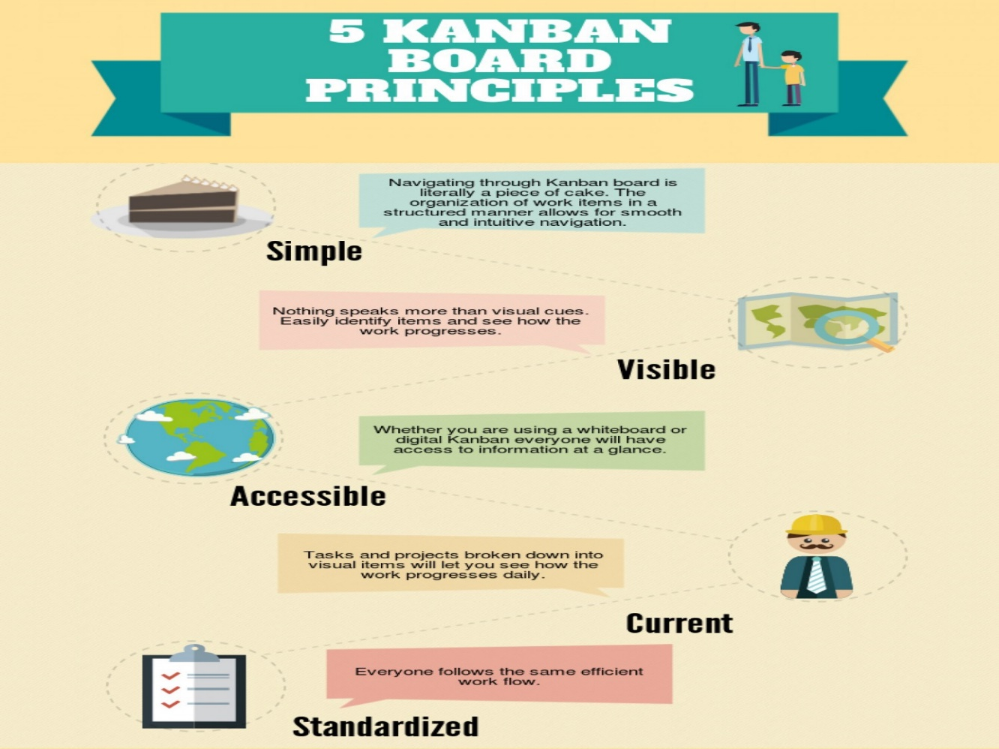 5 KANBAN
BOARD
PRINCIPLES
Navigating through Kanban board is
literally a piece of cake. The
organization of work items in a
structured manner allows for smooth
and intuitive navigation.
Simple
Nothing speaks more than visual cues.
Easily identify items and see how the
work progresses.
Visible
Whether you are using a whiteboard or
digital Kanban everyone will have
access to information at a glance.
Accessible
Tasks and projects broken down into
visual items will let you see how the
work progresses daily.
Current
Everyone follows the same efficient
work flow.
Standardized